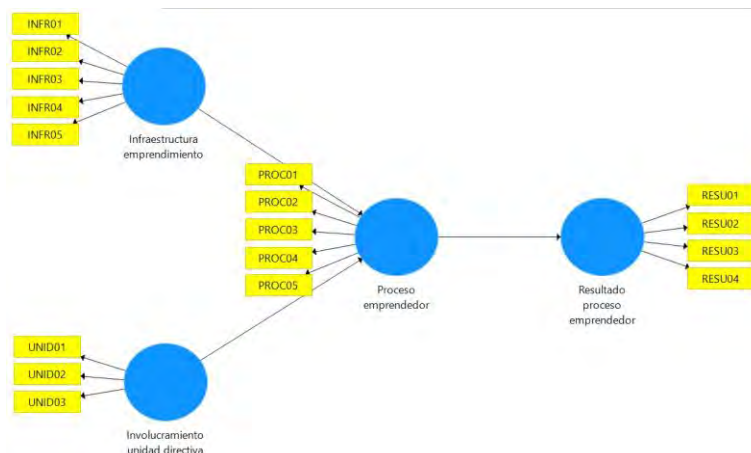 INFR01
INFR02
INFR03
INFR04
INFR05
Infraestructura
emprendimiento
PROC01
PROC02
PROC03
PROC04
PROC05
Proceso
emprendedor
RESU01
RESU02
RESU03
RESU04
Resultado
proceso
emprendedor
UNID01
UNID02
UNID03
Involucramiento
unidad directiva